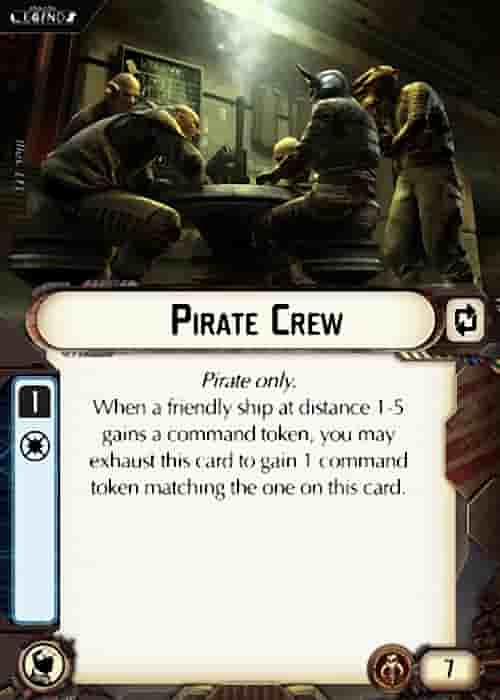 LEGENDS
PIRATE CREW
Pirate only.
When a friendly ship at distance 1-5
gains a command token, you may
exhaust this card to gain 1 command
token matching the one on this card.
1
7